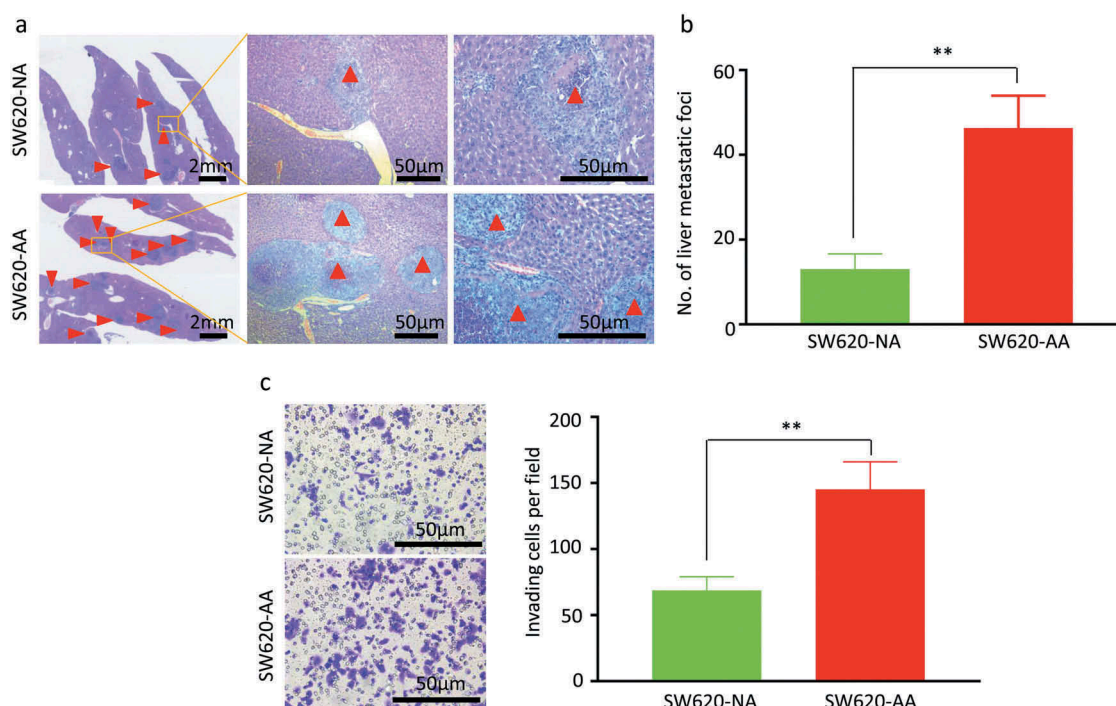 a
SW620-NA
2mm
50µm
50µm
SW620-AA
2mm
50µm
50µm
b
No. of liver metastatic foci
60
40
20
0
**
SW620-NA
SW620-AA
c
SW620-NA
50µm
SW620-AA
50µm
Invading cells per field
200
150
100
50
0
**
SW620-NA
SW620-AA